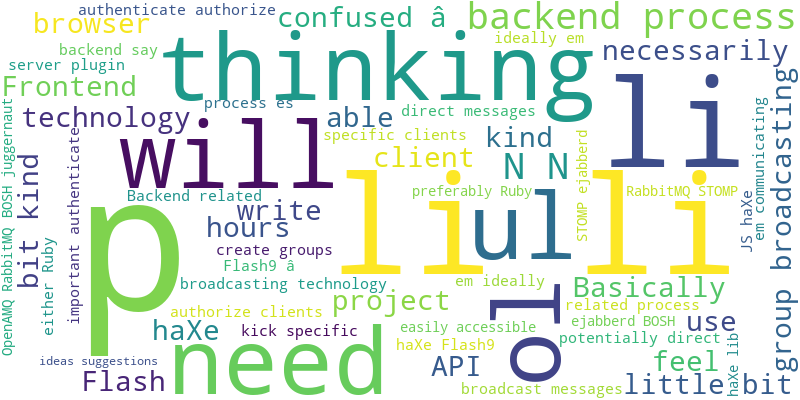 authenticate authorize
browser
confused â
backend process
backend say
ideally em
server plugin
thinking
necessarily
Frontend
process es
direct messages
technology
able
specific clients
kind
will
li
client
N N
Backend related
preferably Ruby
RabbitMQ STOMP
write
hours
p
li
ul
li
create groups
Flash9 â
broadcasting technology
em ideally
Basically
project
related process
authorize clients
ol
use
haXe
kick specific
easily accessible
ejabberd BOSH
potentially direct
haXe Flash9
need
API
feel
ideas suggestions
Flash
broadcast messages
little bit
OpenAMQ RabbitMQ BOSH juggernaut
bit kind
either Ruby
important authenticate
STOMP ejabberd
JS haXe
em communicating
group broadcasting
haXe lib